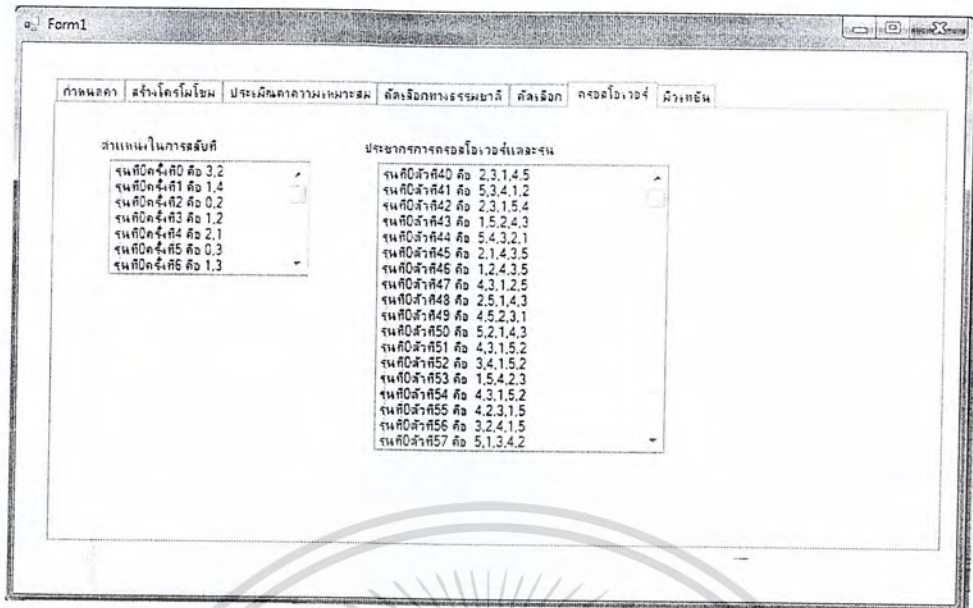 Form1
กำหนดค่า สร้างโครโมโซม ประเมินค่าความเหมาะสม คัดเลือกทางธรรมชาติ คัดเลือก ครอสโอเวอร์ มิวเทชัน
ตำแหน่งในการสลับที่
รุ่นที่0ครั้งที่0 คือ 3,2
รุ่นที่0ครั้งที่1 คือ 1,4
รุ่นที่0ครั้งที่2 คือ 0,2
รุ่นที่0ครั้งที่3 คือ 1,2
รุ่นที่0ครั้งที่4 คือ 2,1
รุ่นที่0ครั้งที่5 คือ 0,3
รุ่นที่0ครั้งที่6 คือ 1,3
ประชากรการครอสโอเวอร์แต่ละรุ่น
รุ่นที่0ตัวที่40 คือ 2,3,1,4,5
รุ่นที่0ตัวที่41 คือ 5,3,4,1,2
รุ่นที่0ตัวที่42 คือ 2,3,1,5,4
รุ่นที่0ตัวที่43 คือ 1,5,2,4,3
รุ่นที่0ตัวที่44 คือ 5,4,3,2,1
รุ่นที่0ตัวที่45 คือ 2,1,4,3,5
รุ่นที่0ตัวที่46 คือ 1,2,4,3,5
รุ่นที่0ตัวที่47 คือ 4,3,1,2,5
รุ่นที่0ตัวที่48 คือ 2,5,1,4,3
รุ่นที่0ตัวที่49 คือ 4,5,2,3,1
รุ่นที่0ตัวที่50 คือ 5,2,1,4,3
รุ่นที่0ตัวที่51 คือ 4,3,1,5,2
รุ่นที่0ตัวที่52 คือ 3,4,1,5,2
รุ่นที่0ตัวที่53 คือ 1,5,4,2,3
รุ่นที่0ตัวที่54 คือ 4,3,1,5,2
รุ่นที่0ตัวที่55 คือ 4,2,3,1,5
รุ่นที่0ตัวที่56 คือ 3,2,4,1,5
รุ่นที่0ตัวที่57 คือ 5,1,3,4,2